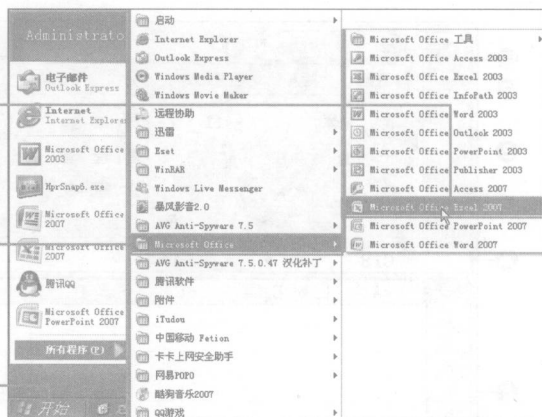 Administrato
电子邮件
Outlook Express
Internet
Internet Explorer
Microsoft Office
2003
HprSnap6.exe
Microsoft Office
2007
Microsoft Office
2007
腾讯QQ
Microsoft Office
PowerPoint 2007
所有程序(P)
开始
启动
Internet Explorer
Outlook Express
Windows Media Player
Windows Movie Maker
远程协助
迅雷
Eset
WinRAR
Windows Live Messenger
暴风影音2.0
AVG Anti-Spyware 7.5
Microsoft Office
AVG Anti-Spyware 7.5.0.47 汉化补丁
腾讯软件
附件
iTudou
中国移动 Fetion
卡卡上网安全助手
网易POPO
酷狗音乐2007
QQ游戏
Microsoft Office 工具
Microsoft Office Access 2003
Microsoft Office Excel 2003
Microsoft Office InfoPath 2003
Microsoft Office Word 2003
Microsoft Office Outlook 2003
Microsoft Office PowerPoint 2003
Microsoft Office Publisher 2003
Microsoft Office Access 2007
Microsoft Office Excel 2007
Microsoft Office PowerPoint 2007
Microsoft Office Word 2007